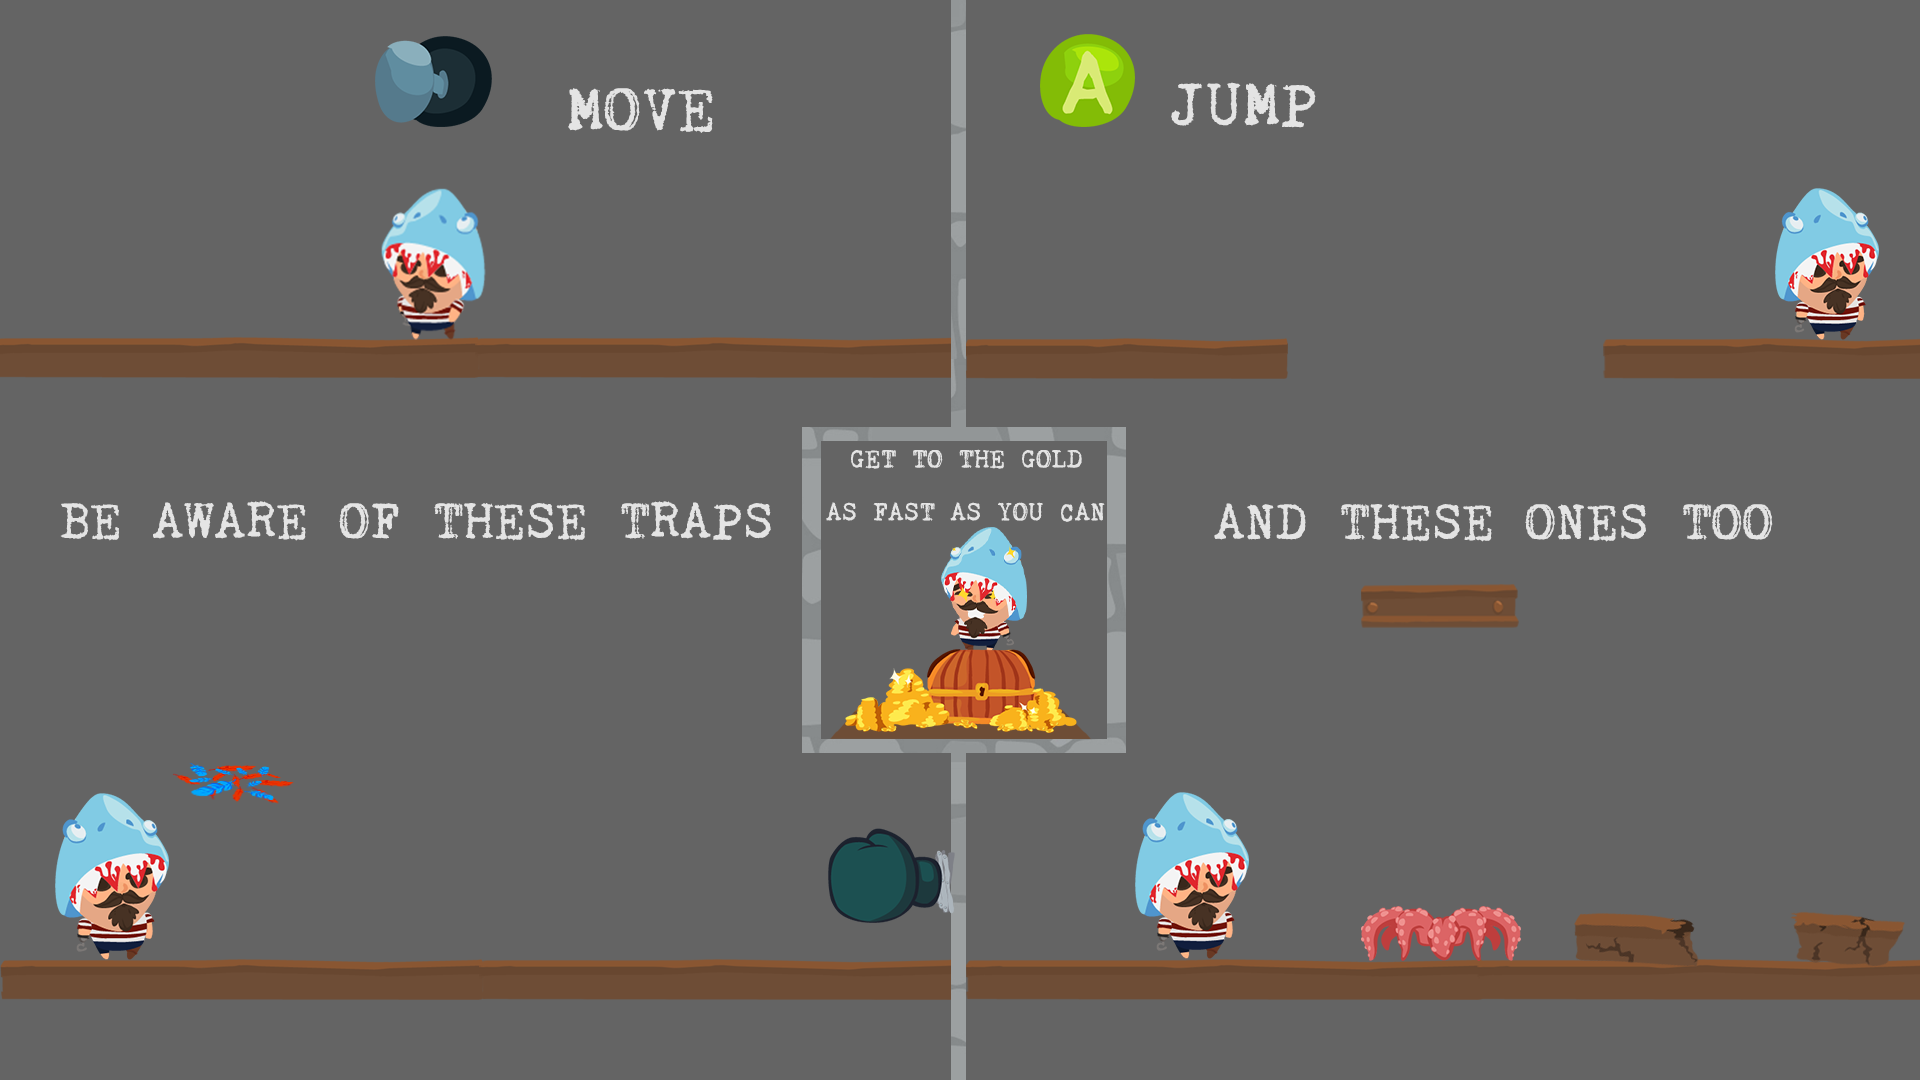 MOVE
A
JUMP
GET TO THE GOLD
AS FAST AS YOU CAN
BE AWARE OF THESE TRAPS
AND THESE ONES TOO